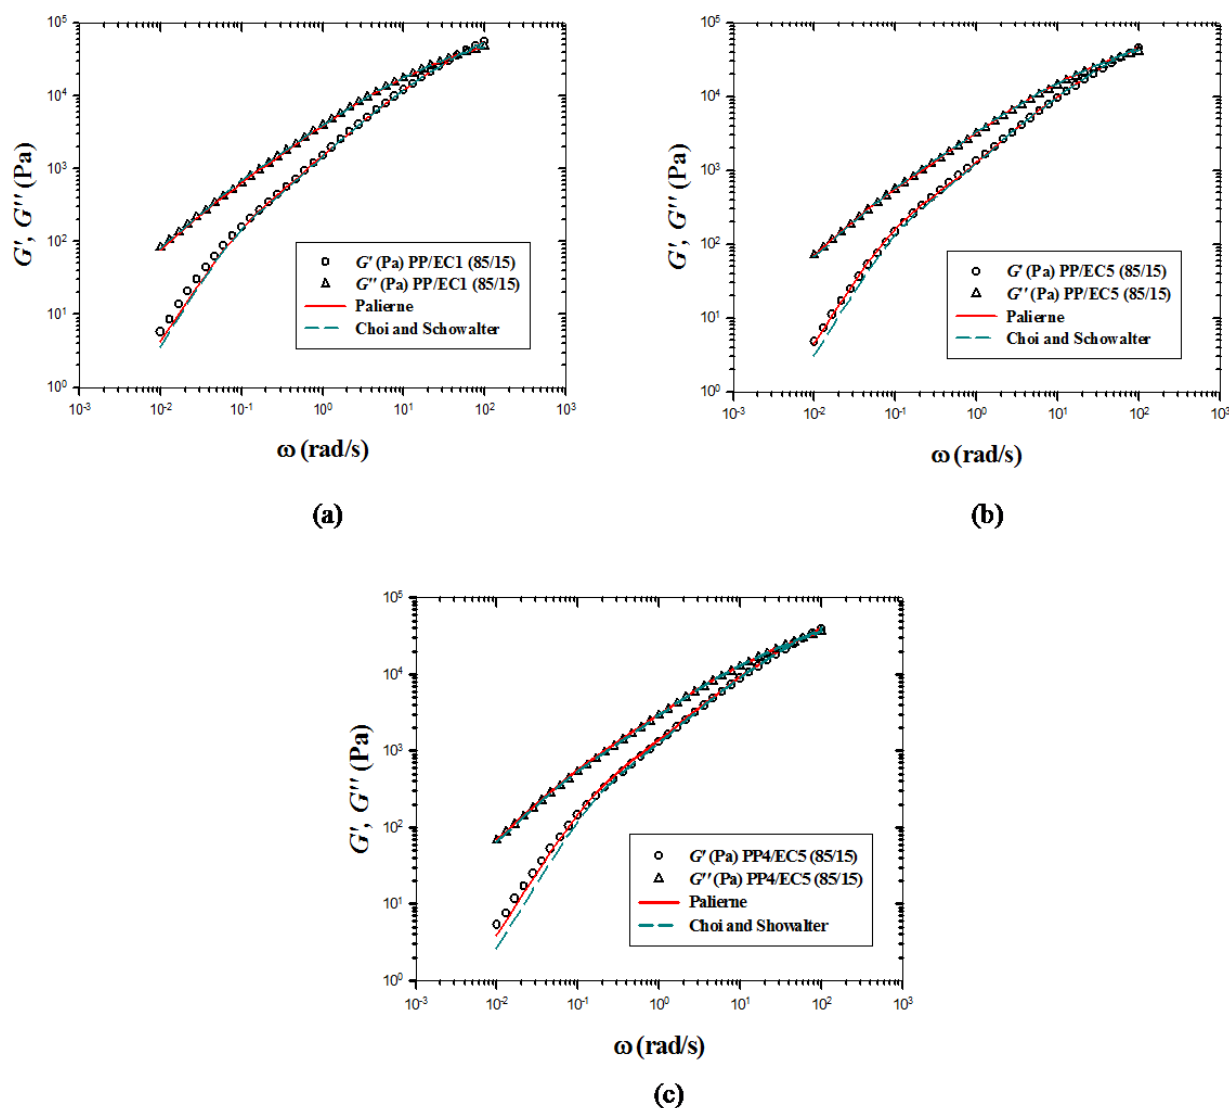 10⁵
10⁴
10³
10²
10¹
10⁰
G', G'' (Pa)
G' (Pa) PP/EC1 (85/15)
G'' (Pa) PP/EC1 (85/15)
Palierne
Choi and Schowalter
10⁻³ 10⁻² 10⁻¹ 10⁰ 10¹ 10² 10³
ω (rad/s)
(a)
10⁵
10⁴
10³
10²
10¹
10⁰
G', G'' (Pa)
G' (Pa) PP/EC5 (85/15)
G'' (Pa) PP/EC5 (85/15)
Palierne
Choi and Schowalter
10⁻³ 10⁻² 10⁻¹ 10⁰ 10¹ 10² 10³
ω (rad/s)
(b)
10⁵
10⁴
10³
10²
10¹
10⁰
G', G'' (Pa)
G' (Pa) PP4/EC5 (85/15)
G'' (Pa) PP4/EC5 (85/15)
Palierne
Choi and Showalter
10⁻³ 10⁻² 10⁻¹ 10⁰ 10¹ 10² 10³
ω (rad/s)
(c)